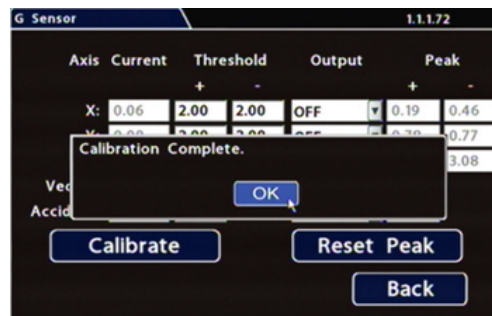 G Sensor 1.1.1.72
Axis Current Threshold Output Peak
+ - + -
X: 0.06 2.00 2.00 OFF 0.19 0.46
0.77
Calibration Complete.
3.08
OK
Calibrate Reset Peak
Back